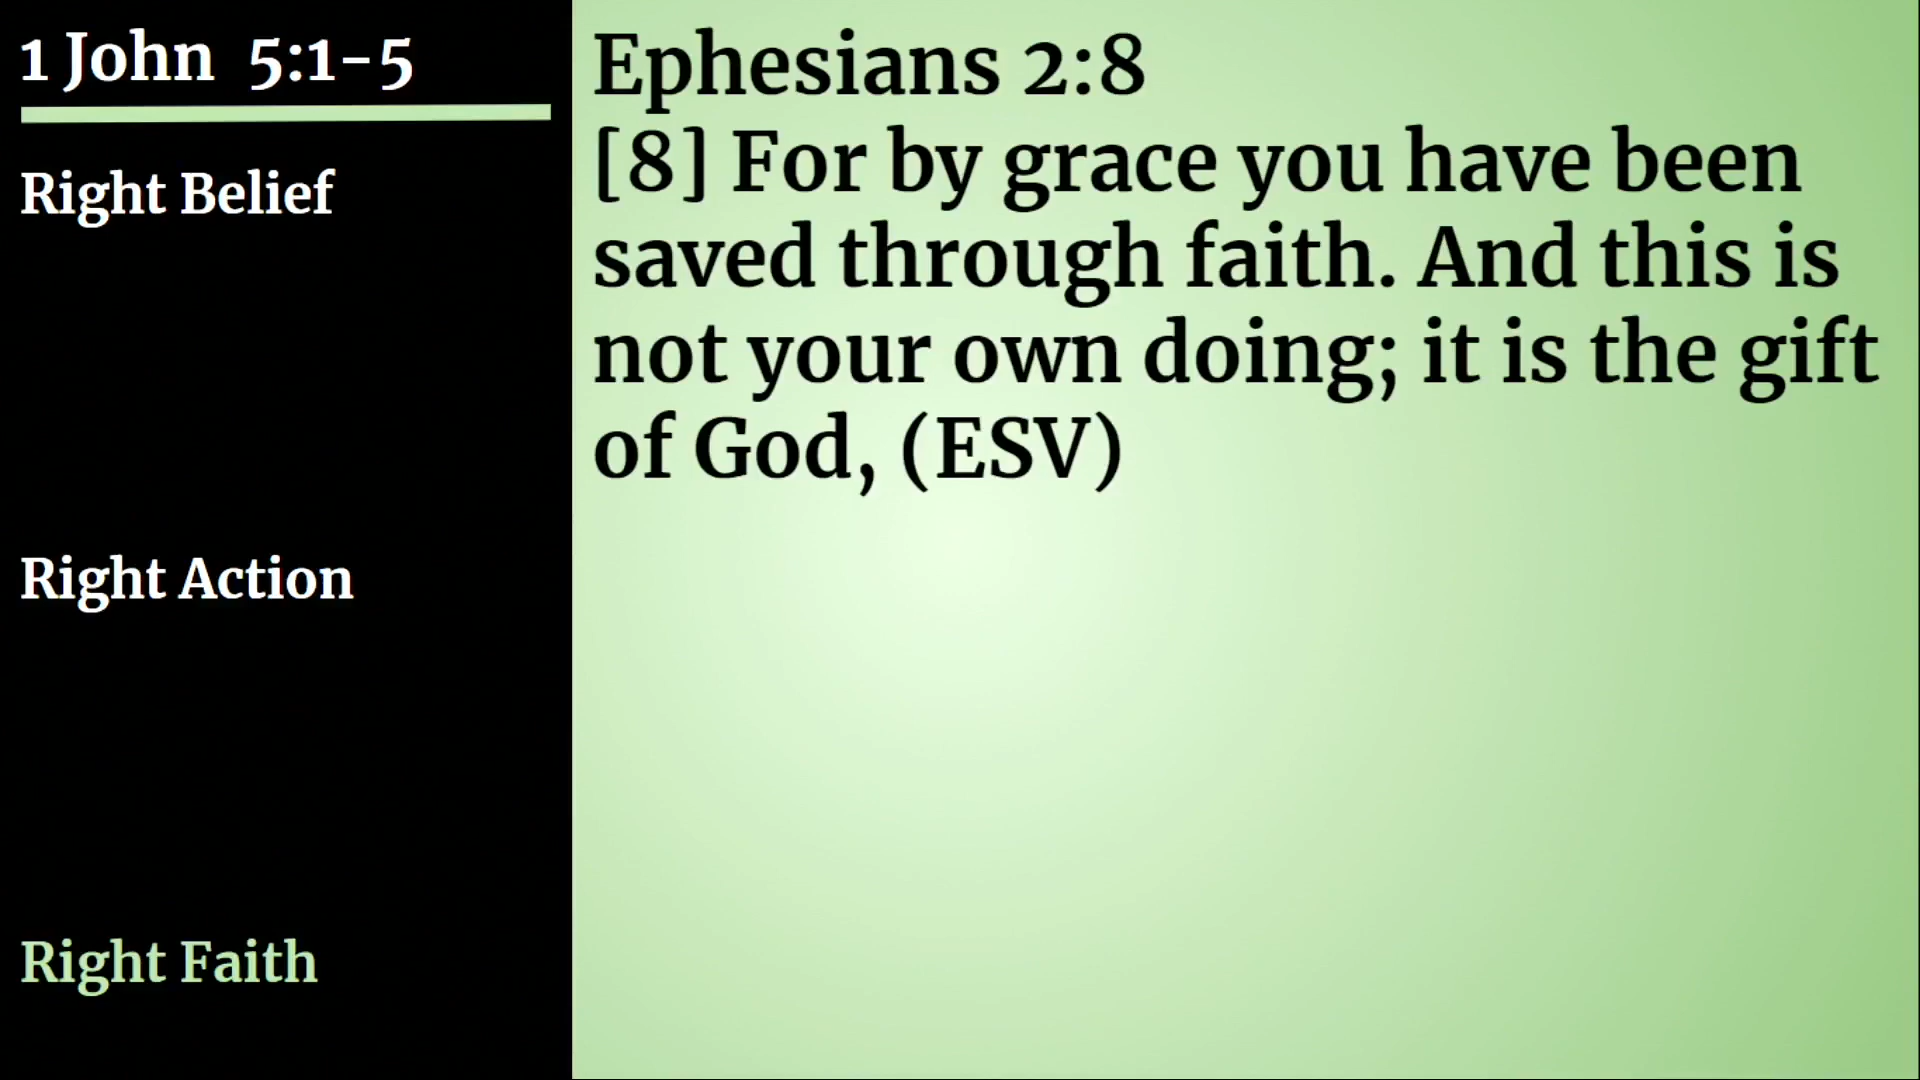 1 John 5:1-5
Right Belief
Right Action
Right Faith
Ephesians 2:8
[8] For by grace you have been
saved through faith. And this is
not your own doing; it is the gift
of God, (ESV)